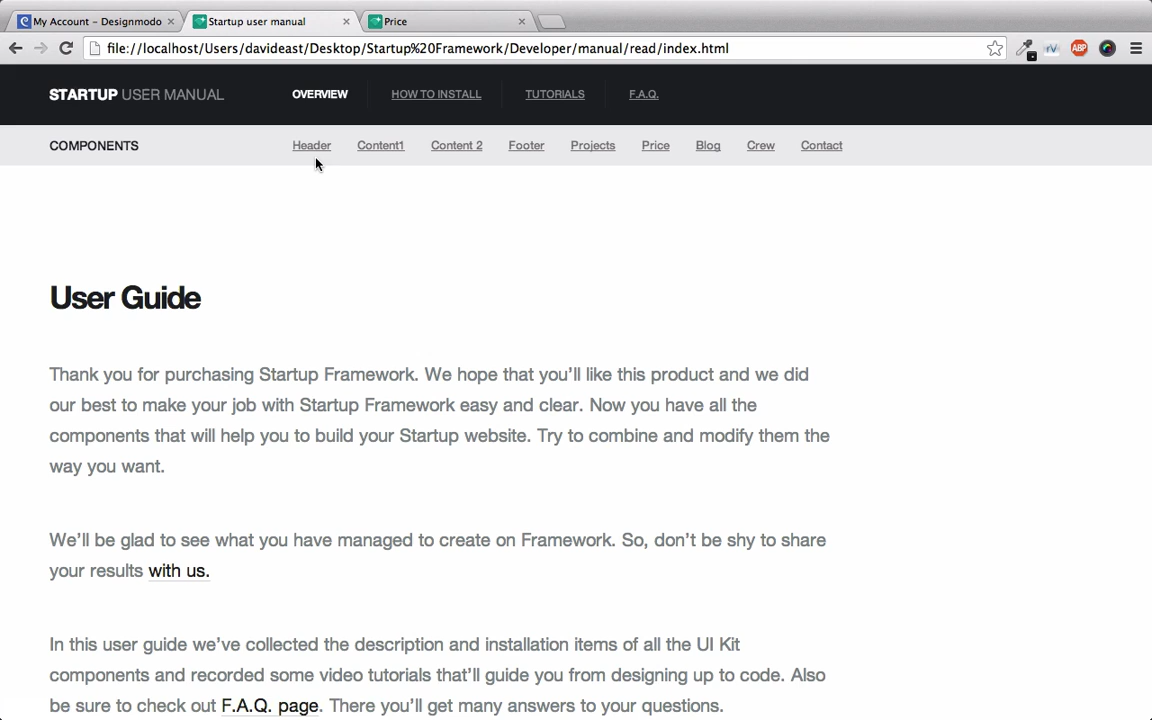 My Account – Designmodo
Startup user manual
Price
file://localhost/Users/davideast/Desktop/Startup%20Framework/Developer/manual/read/index.html
ABP
STARTUP USER MANUAL
OVERVIEW
HOW TO INSTALL
TUTORIALS
F.A.Q.
COMPONENTS
Header
Content1
Content 2
Footer
Projects
Price
Blog
Crew
Contact
User Guide
Thank you for purchasing Startup Framework. We hope that you’ll like this product and we did
our best to make your job with Startup Framework easy and clear. Now you have all the
components that will help you to build your Startup website. Try to combine and modify them the
way you want.
We’ll be glad to see what you have managed to create on Framework. So, don’t be shy to share
your results with us.
In this user guide we’ve collected the description and installation items of all the UI Kit
components and recorded some video tutorials that’ll guide you from designing up to code. Also
be sure to check out F.A.Q. page. There you’ll get many answers to your questions.